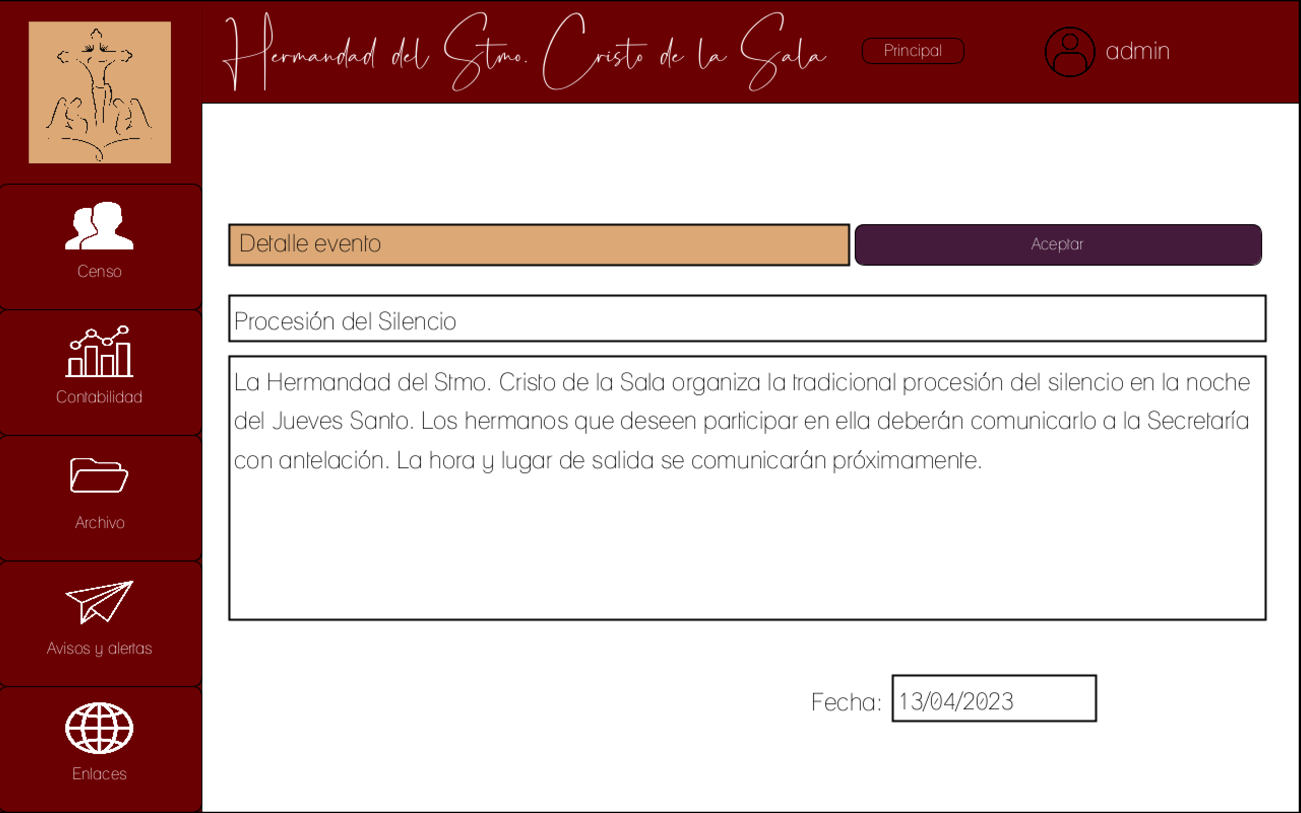 Hermandad del Stmo. Cristo de la Sala
Principal
admin
Censo
Contabilidad
Archivo
Avisos y alertas
Enlaces
Detalle evento
Aceptar
Procesión del Silencio
La Hermandad del Stmo. Cristo de la Sala organiza la tradicional procesión del silencio en la noche
del Jueves Santo. Los hermanos que deseen participar en ella deberán comunicarlo a la Secretaría
con antelación. La hora y lugar de salida se comunicarán próximamente.
Fecha: 13/04/2023